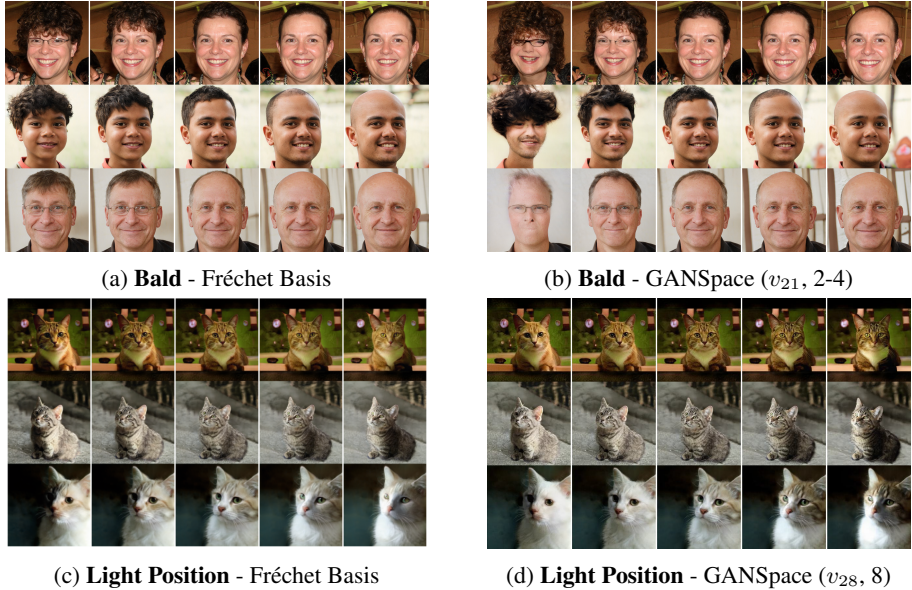 (a) Bald - Fréchet Basis
(b) Bald - GANSpace (v21, 2-4)
(c) Light Position - Fréchet Basis
(d) Light Position - GANSpace (v28, 8)